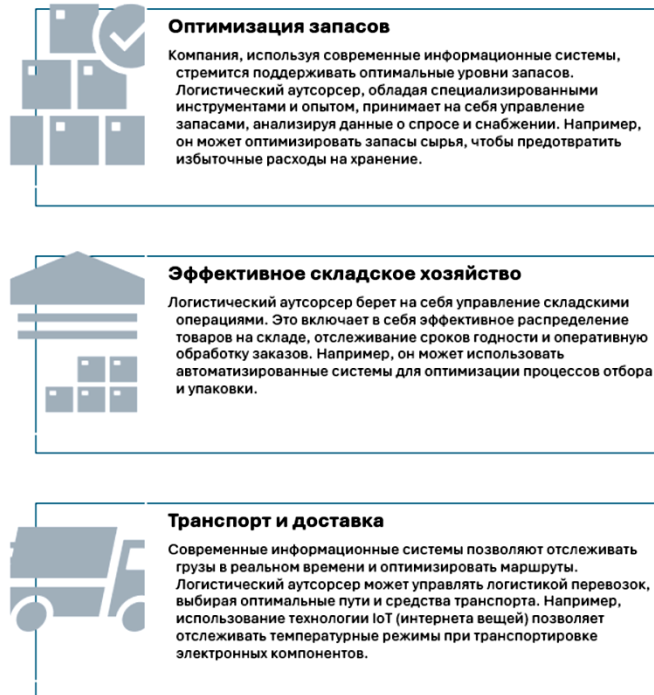 Оптимизация запасов
Компания, используя современные информационные системы,
стремится поддерживать оптимальные уровни запасов.
Логистический аутсорсер, обладая специализированными
инструментами и опытом, принимает на себя управление
запасами, анализируя данные о спросе и снабжении. Например,
он может оптимизировать запасы сырья, чтобы предотвратить
избыточные расходы на хранение.
Эффективное складское хозяйство
Логистический аутсорсер берет на себя управление складскими
операциями. Это включает в себя эффективное распределение
товаров на складе, отслеживание сроков годности и оперативную
обработку заказов. Например, он может использовать
автоматизированные системы для оптимизации процессов отбора
и упаковки.
Транспорт и доставка
Современные информационные системы позволяют отслеживать
грузы в реальном времени и оптимизировать маршруты.
Логистический аутсорсер может управлять логистикой перевозок,
выбирая оптимальные пути и средства транспорта. Например,
использование технологии IoT (интернета вещей) позволяет
отслеживать температурные режимы при транспортировке
электронных компонентов.